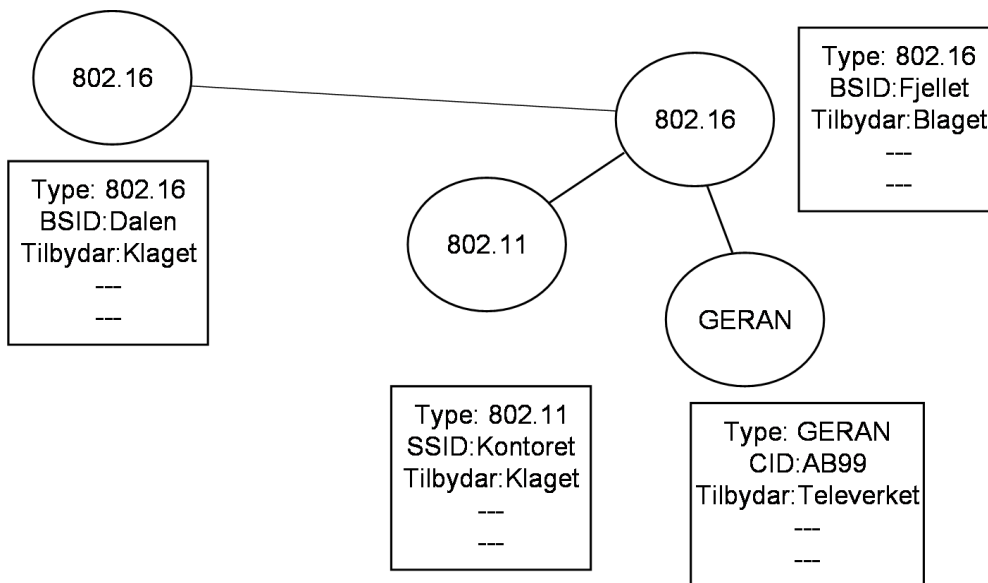 802.16
802.16
Type: 802.16
BSID:Fjellet
Tilbydar:Blaget
---
---
Type: 802.16
BSID:Dalen
Tilbydar:Klaget
---
---
802.11
GERAN
Type: 802.11
SSID:Kontoret
Tilbydar:Klaget
---
---
Type: GERAN
CID:AB99
Tilbydar:Televerket
---
---